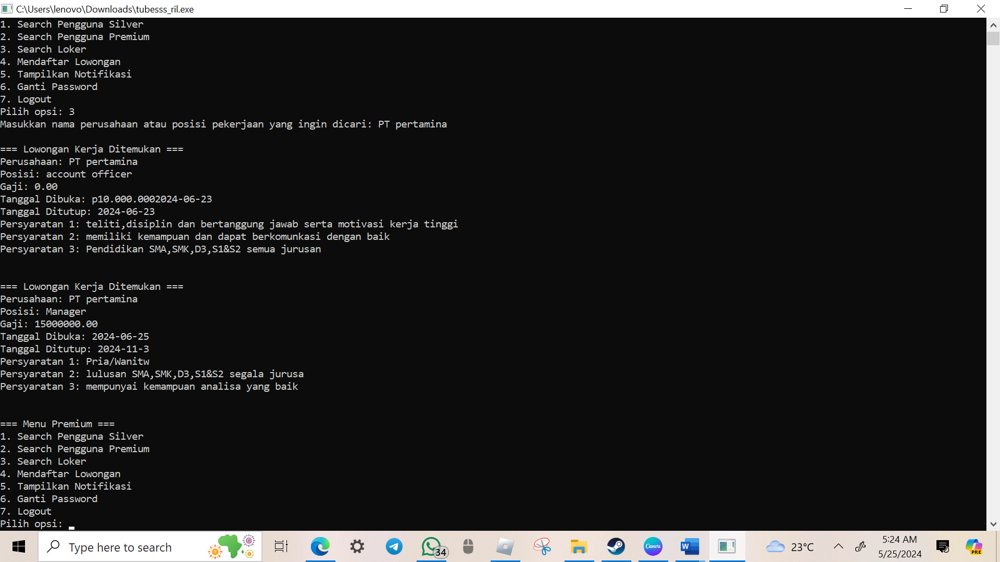 C:\Users\lenovo\Downloads\tubesss_ril.exe
1. Search Pengguna Silver
2. Search Pengguna Premium
3. Search Loker
4. Mendaftar Lowongan
5. Tampilkan Notifikasi
6. Ganti Password
7. Logout
Pilih opsi: 3
Masukkan nama perusahaan atau posisi pekerjaan yang ingin dicari: PT pertamina
=== Lowongan Kerja Ditemukan ===
Perusahaan: PT pertamina
Posisi: account officer
Gaji: 0.00
Tanggal Dibuka: p10.000.0002024-06-23
Tanggal Ditutup: 2024-06-23
Persyaratan 1: teliti,disiplin dan bertanggung jawab serta motivasi kerja tinggi
Persyaratan 2: memiliki kemampuan dan dapat berkomunkasi dengan baik
Persyaratan 3: Pendidikan SMA,SMK,D3,S1&S2 semua jurusan
=== Lowongan Kerja Ditemukan ===
Perusahaan: PT pertamina
Posisi: Manager
Gaji: 15000000.00
Tanggal Dibuka: 2024-06-25
Tanggal Ditutup: 2024-11-3
Persyaratan 1: Pria/Wanitw
Persyaratan 2: lulusan SMA,SMK,D3,S1&S2 segala jurusa
Persyaratan 3: mempunyai kemampuan analisa yang baik
=== Menu Premium ===
1. Search Pengguna Silver
2. Search Pengguna Premium
3. Search Loker
4. Mendaftar Lowongan
5. Tampilkan Notifikasi
6. Ganti Password
7. Logout
Pilih opsi:
Type here to search
34
Canva
W
23°C
5:24 AM
5/25/2024
PRE